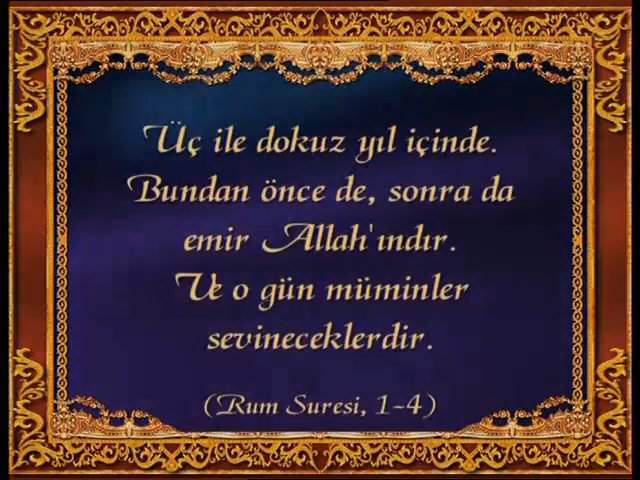 Üç ile dokuz yıl içinde.
Bundan önce de, sonra da
emir Allah'ındır.
Ve o gün müminler
sevineceklerdir.
(Rum Suresi, 1-4)